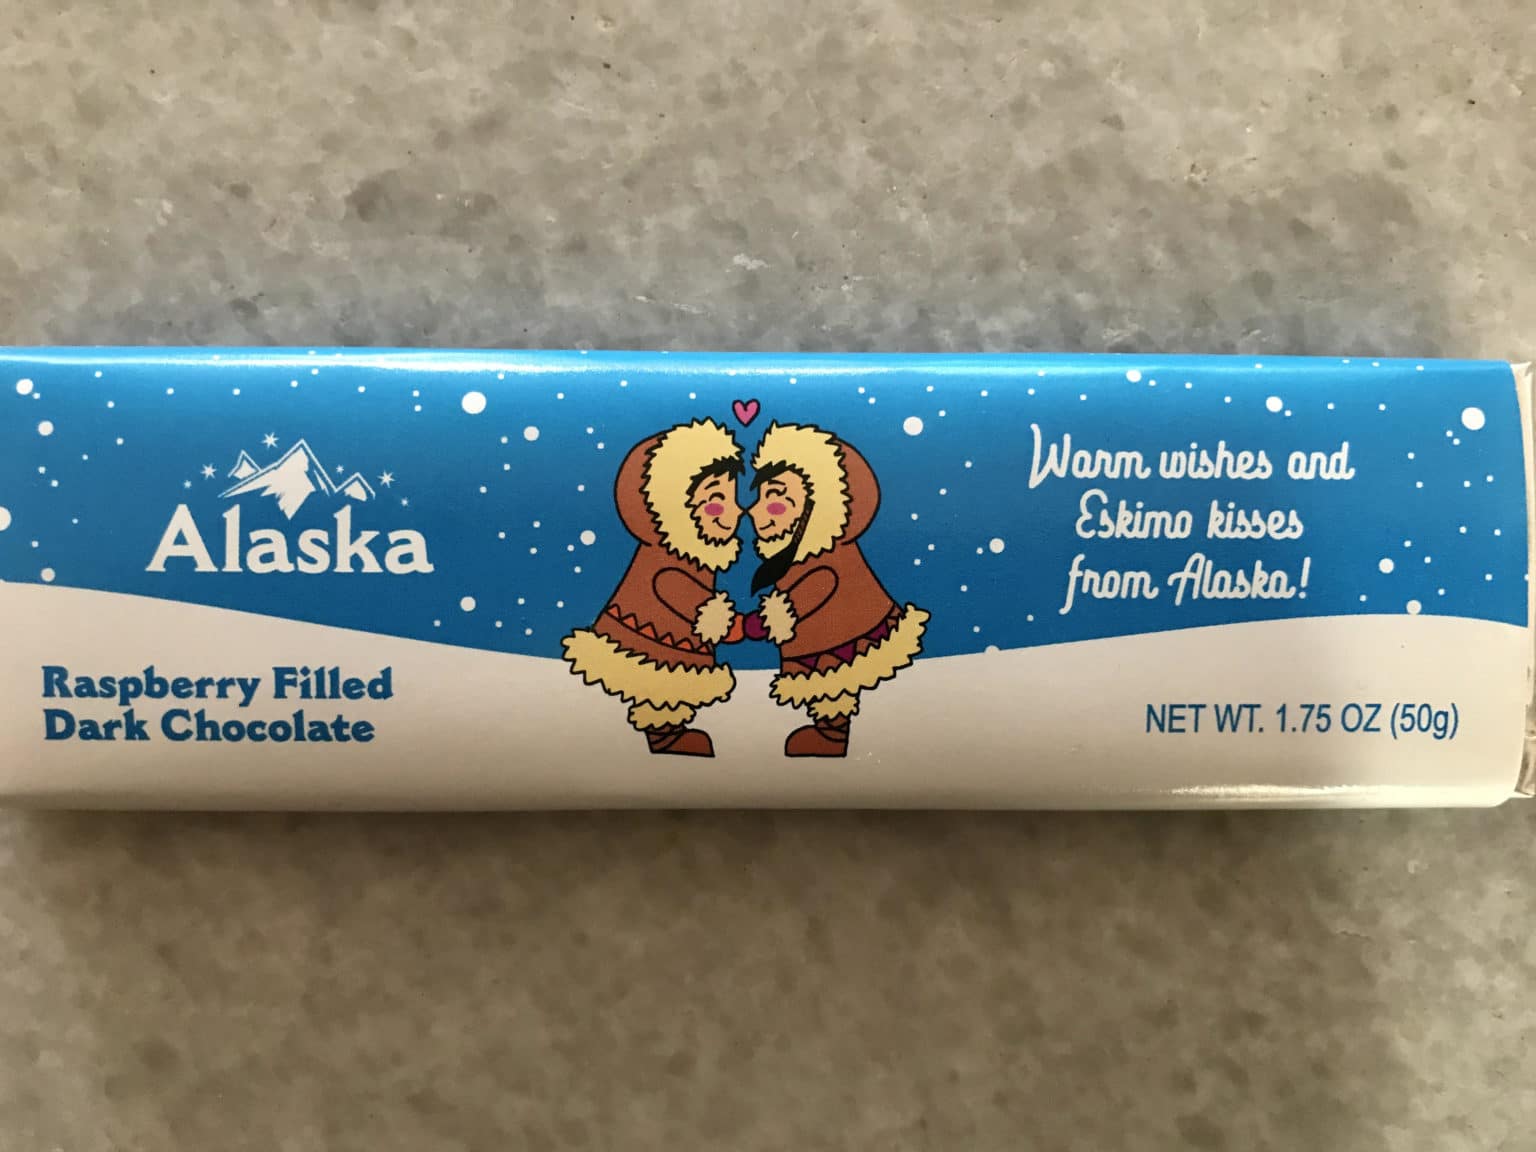 Alaska
Raspberry Filled
Dark Chocolate
Warm wishes and
Eskimo kisses
from Alaska!
NET WT. 1.75 OZ (50g)